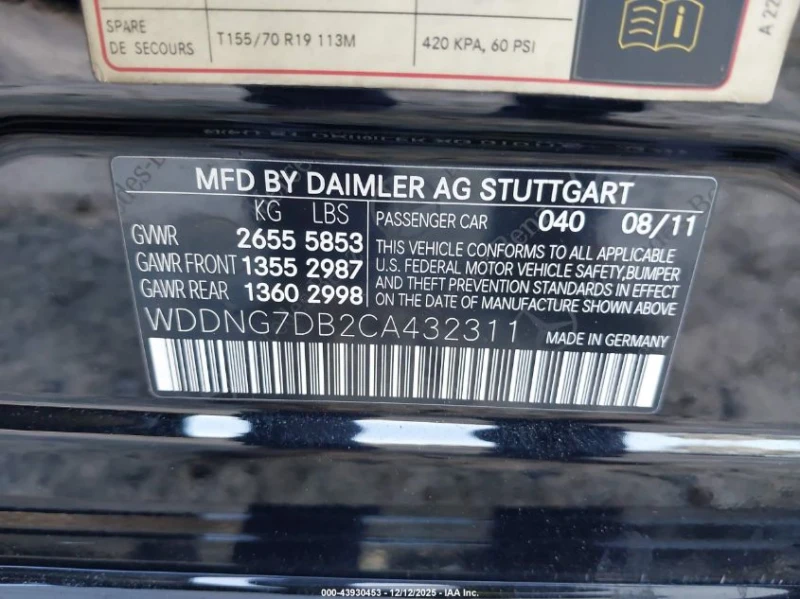 SPARE
DE SECOURS
T155/70 R19 113M
420 KPA, 60 PSI
A 22
MFD BY DAIMLER AG STUTTGART
KG LBS
PASSENGER CAR 040 08/11
GVWR 2655 5853
GAWR FRONT 1355 2987
GAWR REAR 1360 2998
THIS VEHICLE CONFORMS TO ALL APPLICABLE
U.S. FEDERAL MOTOR VEHICLE SAFETY, BUMPER
AND THEFT PREVENTION STANDARDS IN EFFECT
ON THE DATE OF MANUFACTURE SHOWN ABOVE
WDDNG7DB2CA432311
MADE IN GERMANY
000-43930453 - 12/12/2025 - IAA Inc.